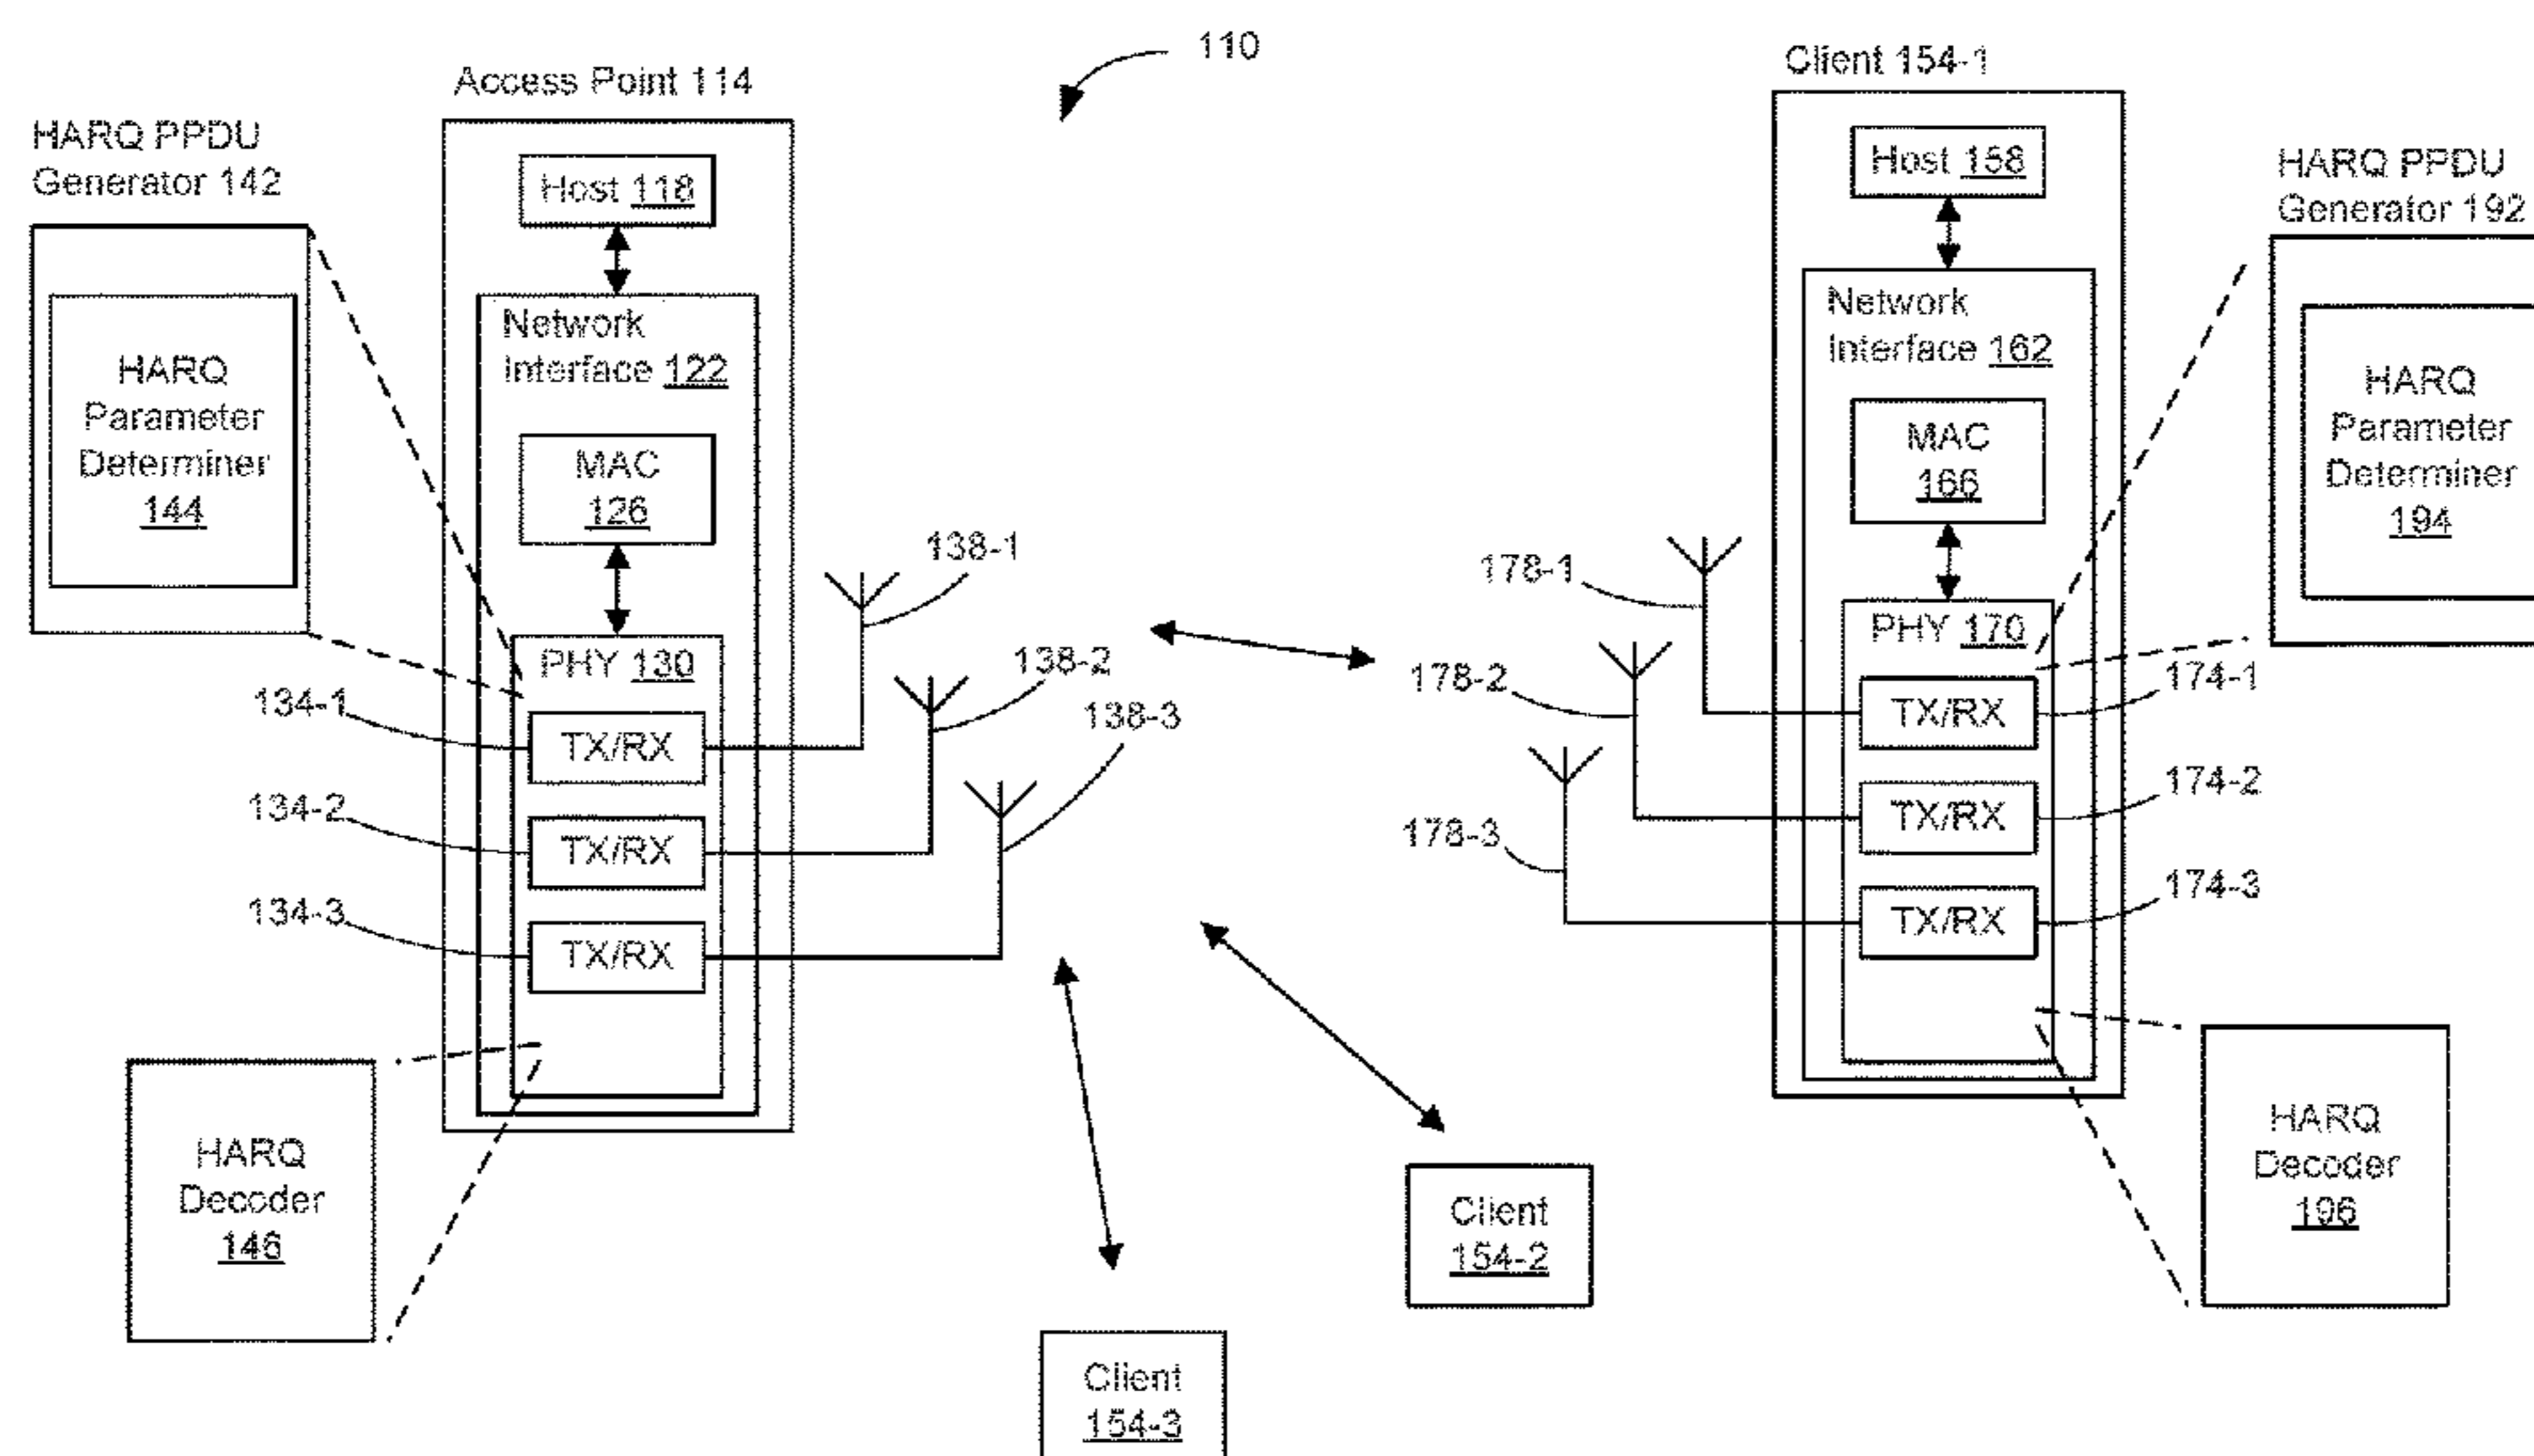 110
Access Point 114
HARQ PPDU
Generator 142
HARQ
Parameter
Determiner
144
Host 118
Network
Interface 122
MAC
126
PHY 130
134-1
TX/RX
134-2
TX/RX
134-3
TX/RX
138-1
138-2
138-3
HARQ
Decoder
146
Client 154-1
Host 158
Network
Interface 162
MAC
166
PHY 170
178-1
178-2
178-3
TX/RX
174-1
TX/RX
174-2
TX/RX
174-3
HARQ PPDU
Generator 192
HARQ
Parameter
Determiner
194
HARQ
Decoder
196
Client
154-2
Client
154-3